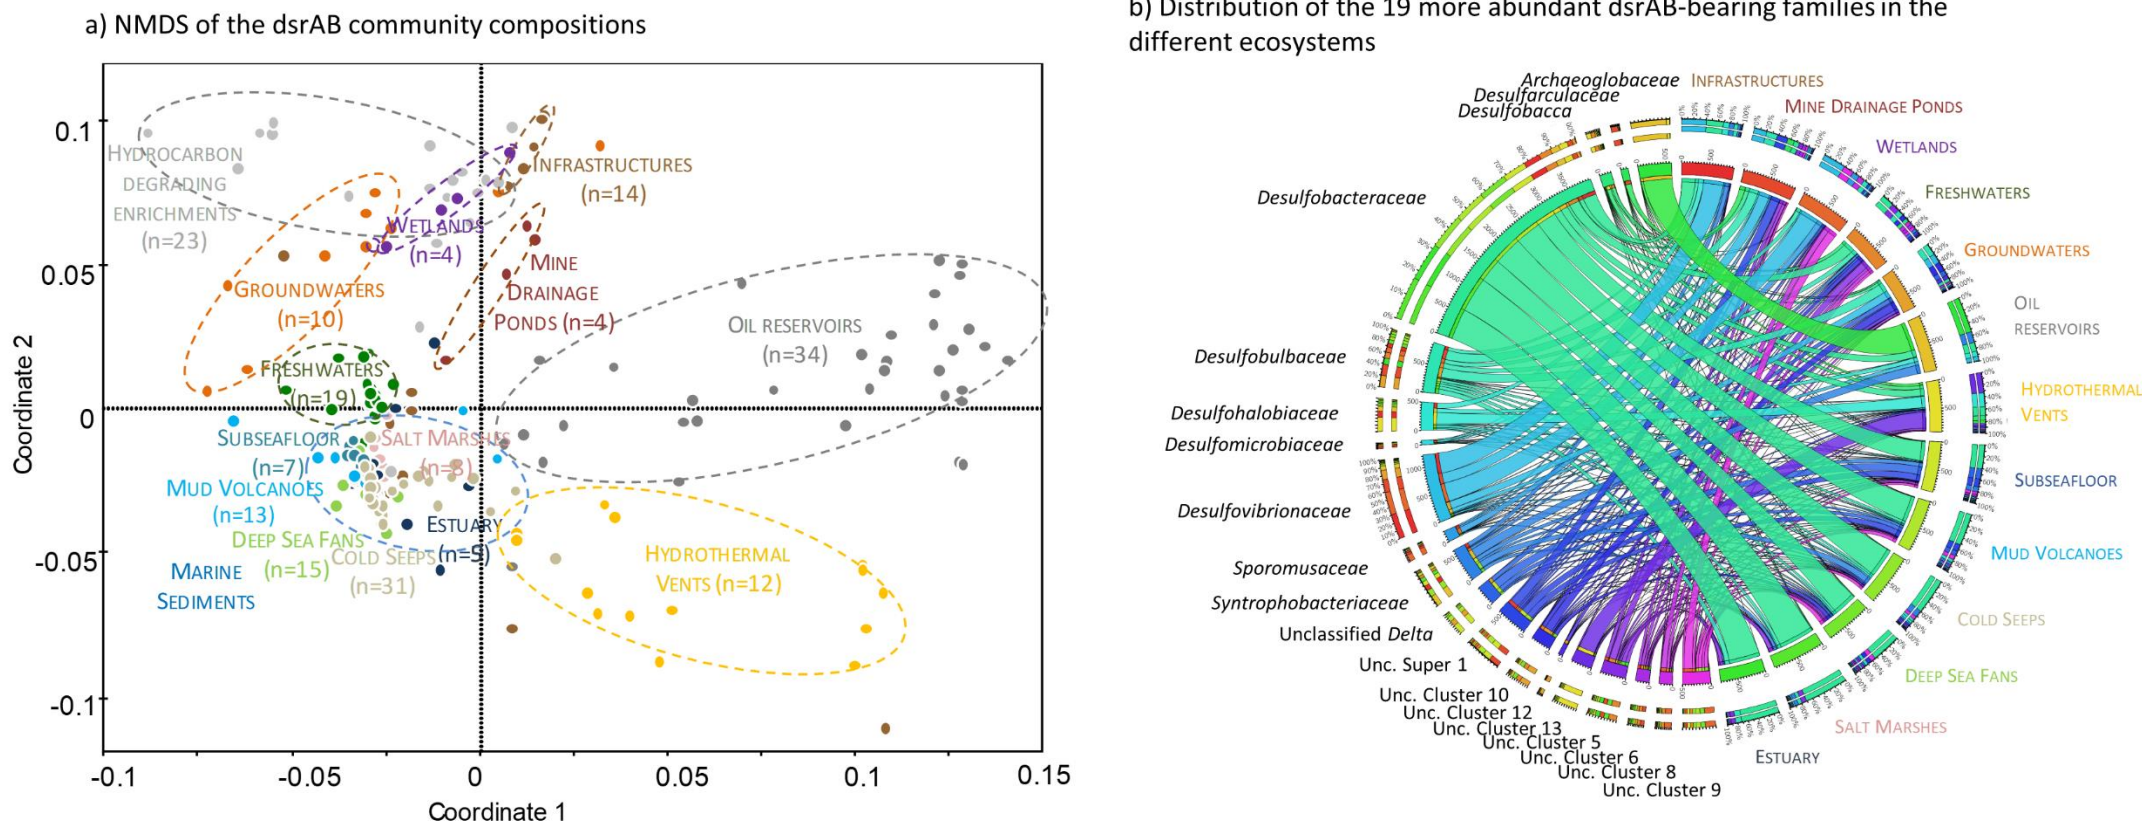 a) NMDS of the dsrAB community compositions
0.1
0.05
0
-0.05
-0.1
Coordinate 2
-0.1
-0.05
0
0.05
0.1
0.15
Coordinate 1
HYDROCARBON
DEGRADING
ENRICHMENTS
(n=23)
INFRASTRUCTURES
(n=14)
WETLANDS
(n=4)
MINE
DRAINAGE
PONDS (n=4)
GROUNDWATERS
(n=10)
OIL RESERVOIRS
(n=34)
FRESHWATERS
(n=19)
SUBSEAFLOOR
(n=7)
SALT MARSHES
(n=8)
MUD VOLCANOES
(n=13)
ESTUARY
(n=9)
DEEP SEA FANS
(n=15)
COLD SEEPS
(n=31)
MARINE
SEDIMENTS
HYDROTHERMAL
VENTS (n=12)
b) Distribution of the 19 more abundant dsrAB-bearing families in the
different ecosystems
Archaeoglobaceae
Desulfarculaceae
Desulfobacca
Desulfobacteraceae
Desulfobulbaceae
Desulfohalobiaceae
Desulfomicrobiaceae
Desulfovibrionaceae
Sporomusaceae
Syntrophobacteriaceae
Unclassified Delta
Unc. Super 1
Unc. Cluster 10
Unc. Cluster 12
Unc. Cluster 13
Unc. Cluster 5
Unc. Cluster 6
Unc. Cluster 8
Unc. Cluster 9
INFRASTRUCTURES
MINE DRAINAGE PONDS
WETLANDS
FRESHWATERS
GROUNDWATERS
OIL
RESERVOIRS
HYDROTHERMAL
VENTS
SUBSEAFLOOR
MUD VOLCANOES
COLD SEEPS
DEEP SEA FANS
SALT MARSHES
ESTUARY